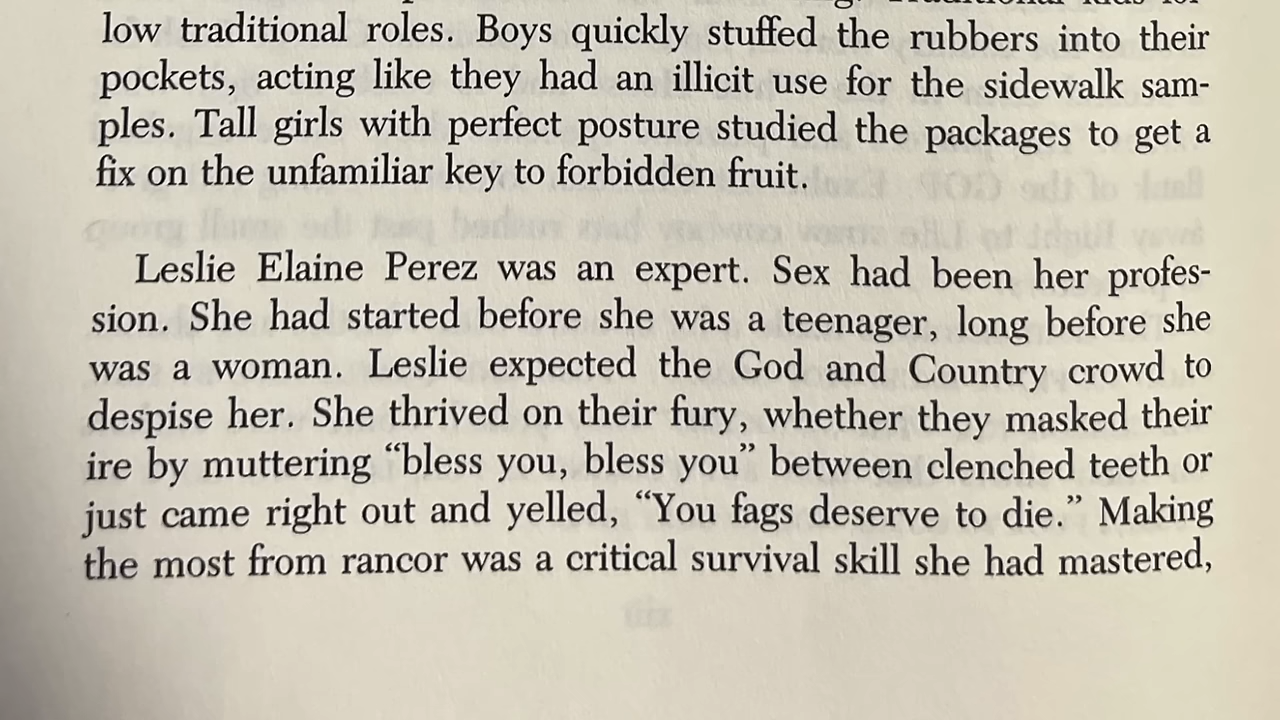 low traditional roles. Boys quickly stuffed the rubbers into their
pockets, acting like they had an illicit use for the sidewalk sam-
ples. Tall girls with perfect posture studied the packages to get a
fix on the unfamiliar key to forbidden fruit.
Leslie Elaine Perez was an expert. Sex had been her profes-
sion. She had started before she was a teenager, long before she
was a woman. Leslie expected the God and Country crowd to
despise her. She thrived on their fury, whether they masked their
ire by muttering “bless you, bless you” between clenched teeth or
just came right out and yelled, “You fags deserve to die.” Making
the most from rancor was a critical survival skill she had mastered,